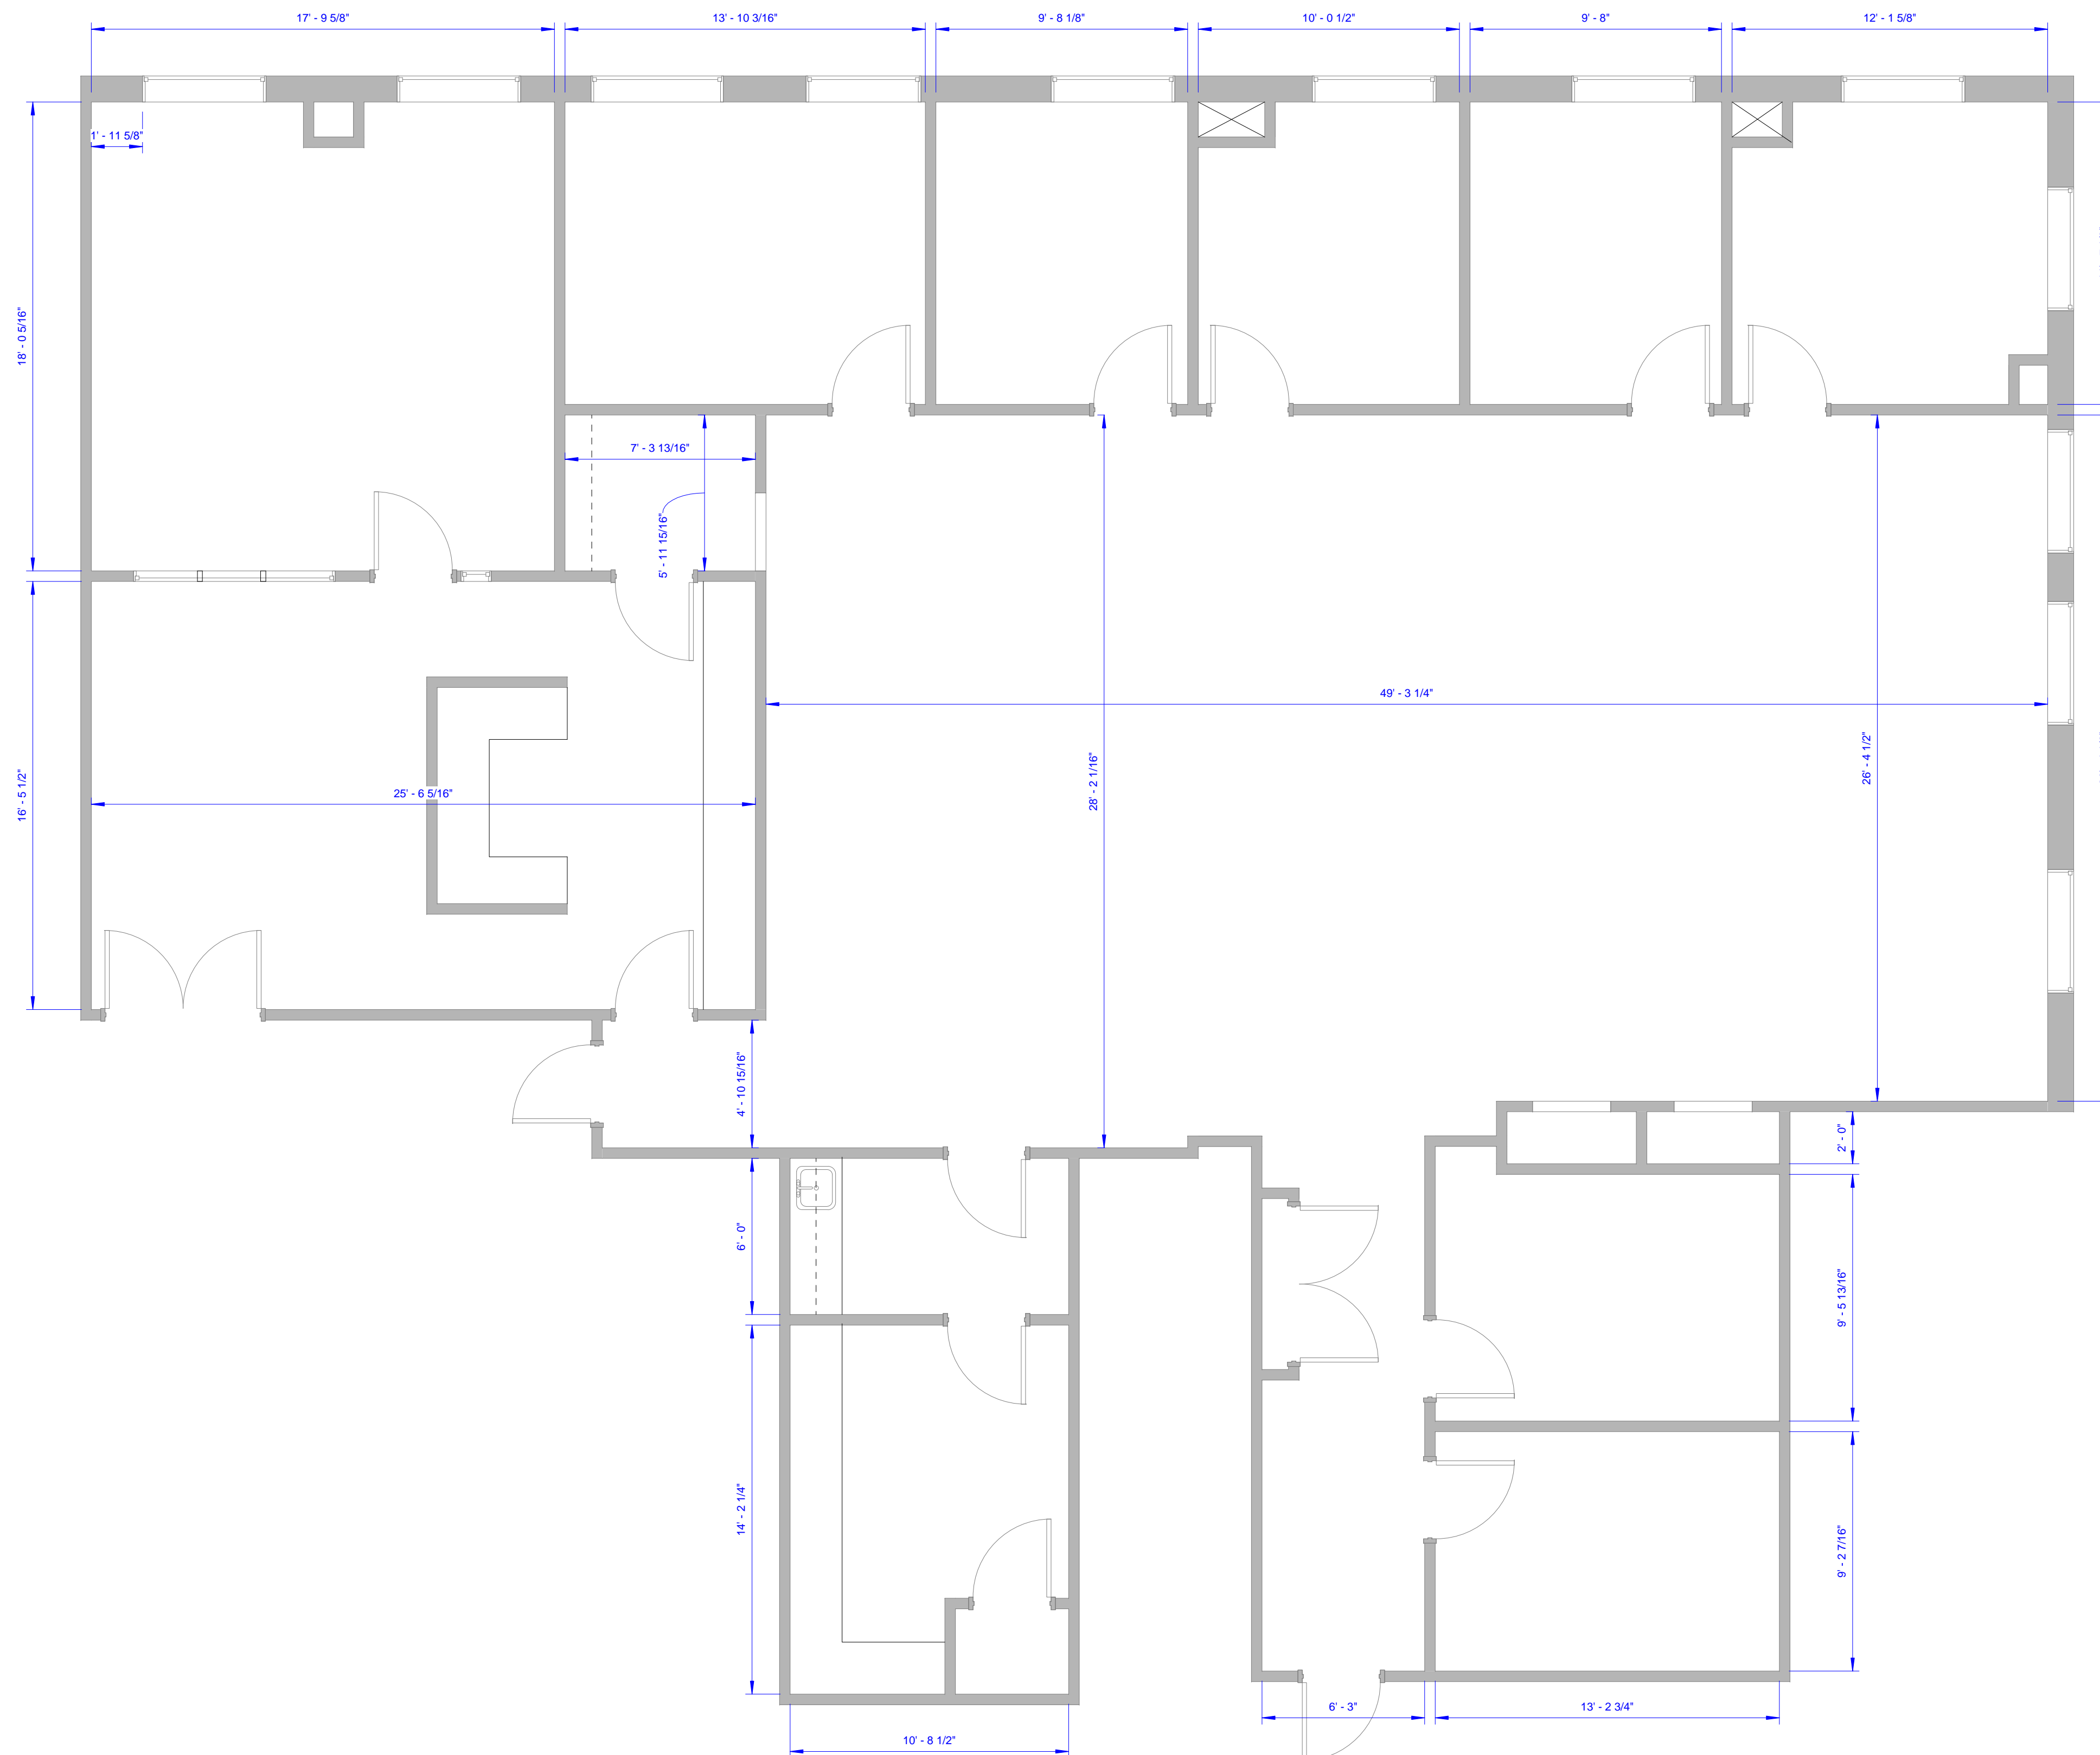 17' - 9 5/8"
13' - 10 3/16"
9' - 8 1/8"
10' - 0 1/2"
9' - 8"
12' - 1 5/8"
1' - 11 5/8"
18' - 0 5/16"
7' - 3 13/16"
5' - 11 15/16"
49' - 3 1/4"
16' - 5 1/2"
25' - 6 5/16"
28' - 2 1/16"
26' - 4 1/2"
4' - 10 15/16"
2' - 0"
6' - 0"
9' - 5 13/16"
14' - 2 1/4"
9' - 2 7/16"
6' - 3"
13' - 2 3/4"
10' - 8 1/2"